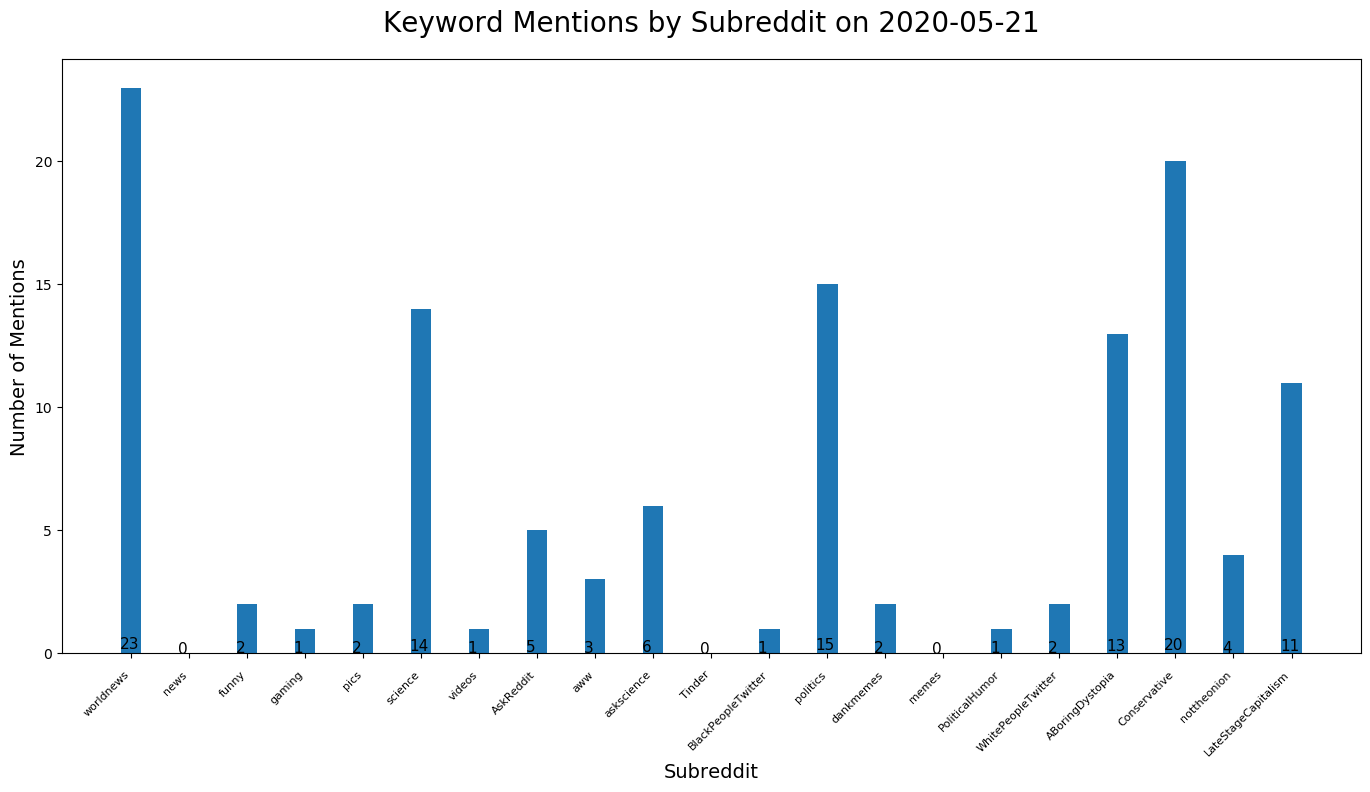 Keyword Mentions by Subreddit on 2020-05-21
Number of Mentions
20
15
10
5
0
23 0 2 1 2 14 1 5 3 6 0 1 15 2 0 1 2 13 20 4 11
worldnews
news
funny
gaming
pics
science
videos
AskReddit
aww
askscience
Tinder
BlackPeopleTwitter
politics
dankmemes
memes
PoliticalHumor
WhitePeopleTwitter
ABoringDystopia
Conservative
nottheonion
LateStageCapitalism
Subreddit